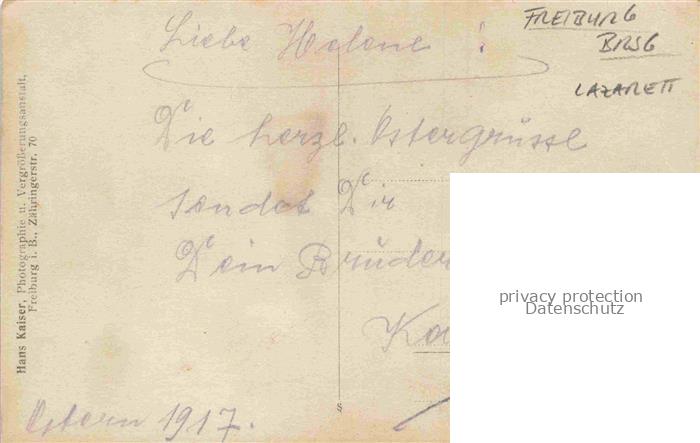 Liebe Helene !
FREIBURG
BRSG
LAZARETT
Die herzl. Ostergrüsse
sendet Dir
Dein Bruder
Ostern 1917.
Hans Kaiser, Photographie u. Vergrößerungsanstalt,
Freiburg i. B., Zähringerstr. 70
privacy protection
Datenschutz